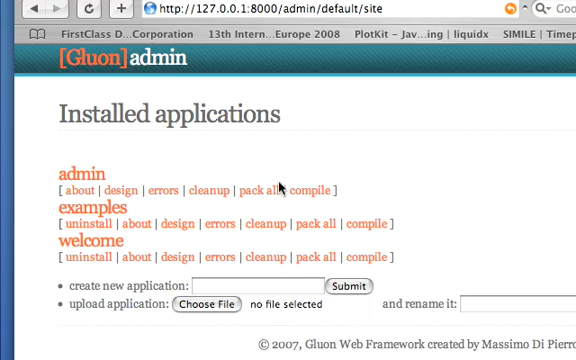 http://127.0.0.1:8000/admin/default/site
FirstClass D...Corporation 13th Intern...Europe 2008 PlotKit - Jav...ing | liquidx SIMILE | Timep
[Gluon]admin
Installed applications
admin
[ about | design | errors | cleanup | pack all | compile ]
examples
[ uninstall | about | design | errors | cleanup | pack all | compile ]
welcome
[ uninstall | about | design | errors | cleanup | pack all | compile ]
• create new application: Submit
• upload application: Choose File no file selected and rename it:
© 2007, Gluon Web Framework created by Massimo Di Pierro